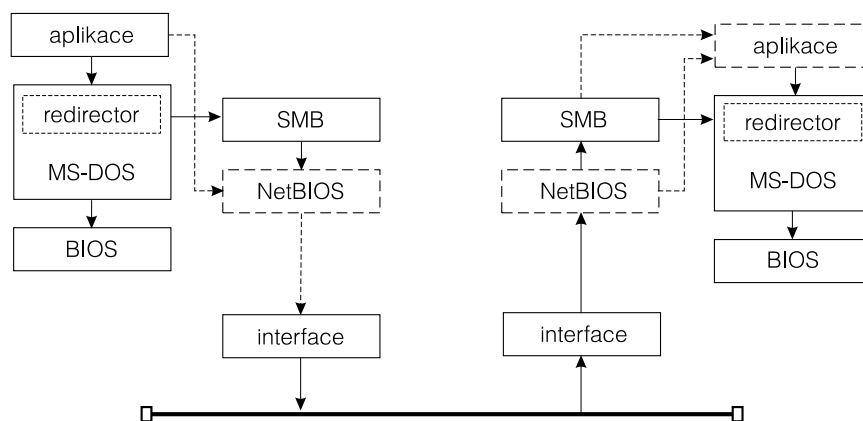 aplikace
redirector
MS-DOS
BIOS
SMB
NetBIOS
interface
SMB
NetBIOS
interface
aplikace
redirector
MS-DOS
BIOS